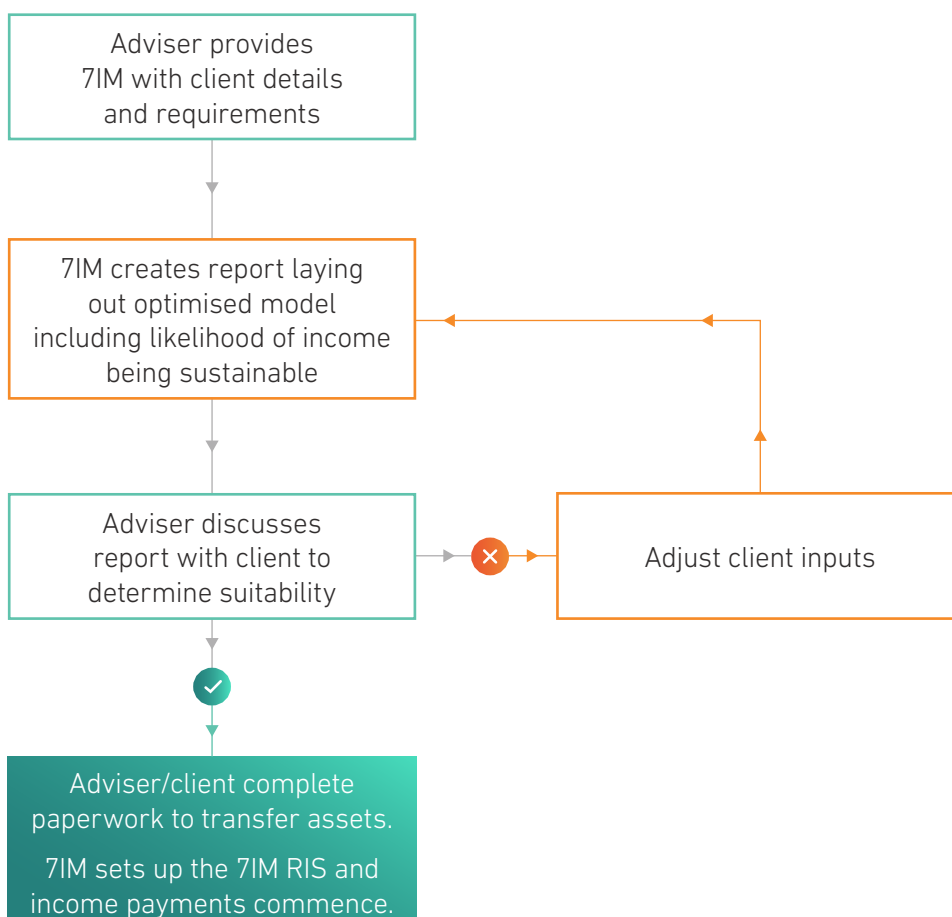 Adviser provides
7IM with client details
and requirements
7IM creates report laying
out optimised model
including likelihood of income
being sustainable
Adviser discusses
report with client to
determine suitability
Adjust client inputs
Adviser/client complete
paperwork to transfer assets.
7IM sets up the 7IM RIS and
income payments commence.